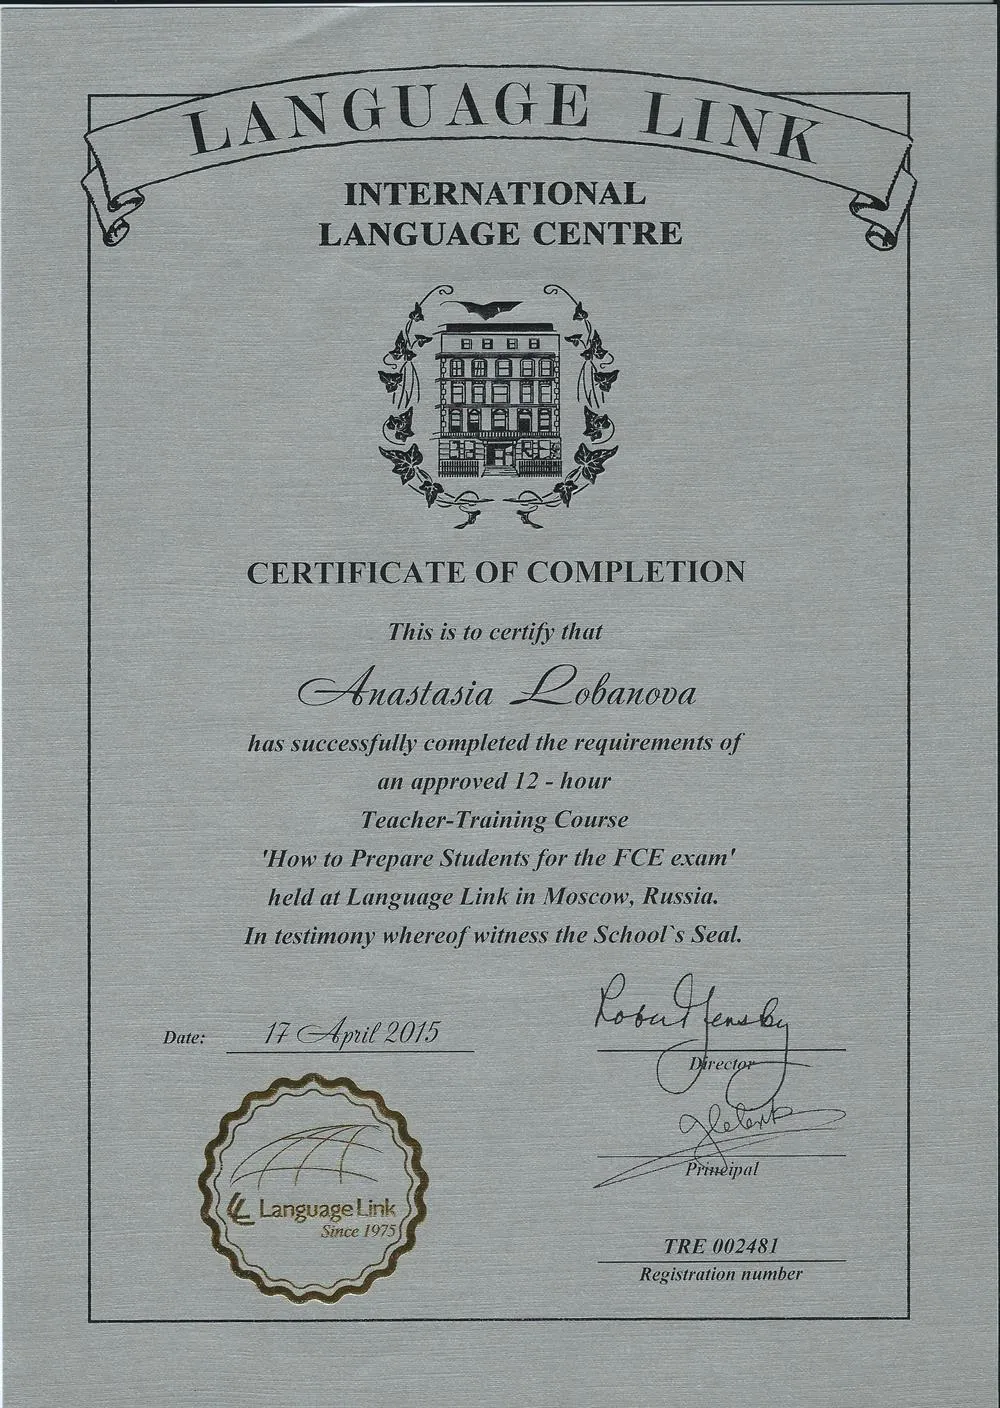 LANGUAGE LINK
INTERNATIONAL
LANGUAGE CENTRE
CERTIFICATE OF COMPLETION
This is to certify that
Anastasia Lobanova
has successfully completed the requirements of
an approved 12 - hour
Teacher-Training Course
'How to Prepare Students for the FCE exam'
held at Language Link in Moscow, Russia.
In testimony whereof witness the School`s Seal.
Date: 17 April 2015
Director
Principal
LL Language Link
Since 1975
TRE 002481
Registration number